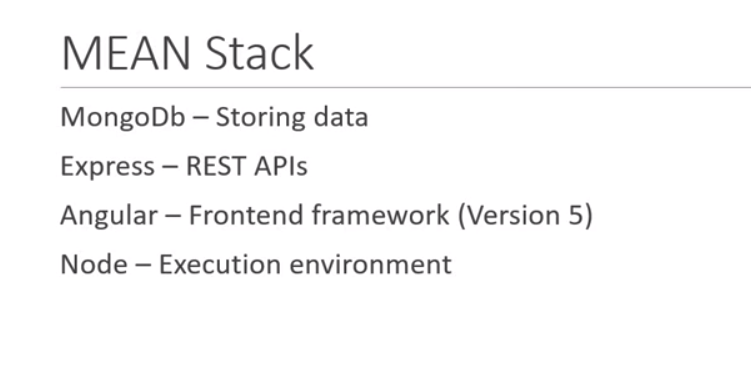 MEAN Stack
MongoDb – Storing data
Express – REST APIs
Angular – Frontend framework (Version 5)
Node – Execution environment